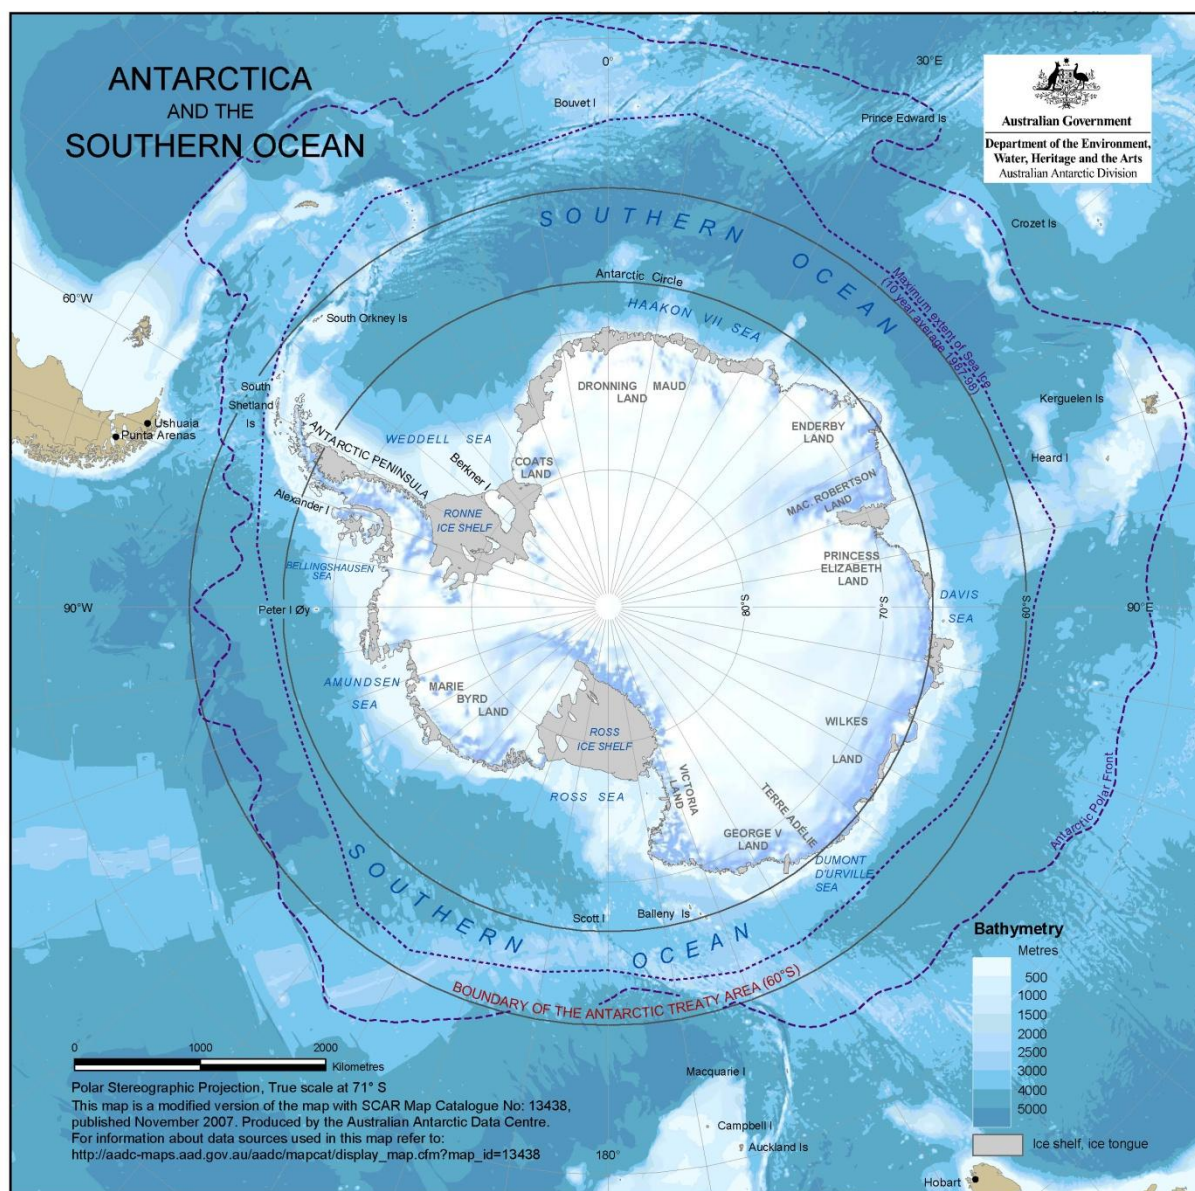 ANTARCTICA
AND THE
SOUTHERN OCEAN
0°
30°E
Bouvet I
Prince Edward Is
Australian Government
Department of the Environment,
Water, Heritage and the Arts
Australian Antarctic Division
Crozet Is
SOUTHERN OCEAN
Antarctic Circle
HAAKON VII SEA
Maximum extent of Sea Ice
(10 year average 1987-98)
60°W
South Orkney Is
South
Shetland
Is
Ushuaia
Punta Arenas
DRONNING MAUD
LAND
ENDERBY
LAND
Kerguelen Is
Heard I
WEDDELL SEA
ANTARCTIC PENINSULA
Berkner I
COATS
LAND
MAC. ROBERTSON
LAND
Alexander I
RONNE
ICE SHELF
PRINCESS
ELIZABETH
LAND
BELLINGSHAUSEN
SEA
DAVIS
SEA
90°W
Peter I Øy
80°S
70°S
60°S
90°E
AMUNDSEN
SEA
MARIE
BYRD
LAND
ROSS
ICE SHELF
WILKES
LAND
ROSS SEA
VICTORIA
LAND
TERRE ADÉLIE
GEORGE V
LAND
DUMONT
D'URVILLE
SEA
Antarctic Polar Front
SOUTHERN OCEAN
Scott I
Balleny Is
BOUNDARY OF THE ANTARCTIC TREATY AREA (60°S)
Bathymetry
Metres
500
1000
1500
2000
2500
3000
4000
5000
Ice shelf, ice tongue
0
1000
2000
Kilometres
Polar Stereographic Projection, True scale at 71° S
This map is a modified version of the map with SCAR Map Catalogue No: 13438,
published November 2007. Produced by the Australian Antarctic Data Centre.
For information about data sources used in this map refer to:
http://aadc-maps.aad.gov.au/aadc/mapcat/display_map.cfm?map_id=13438
Macquarie I
Campbell I
Auckland Is
180°
Hobart